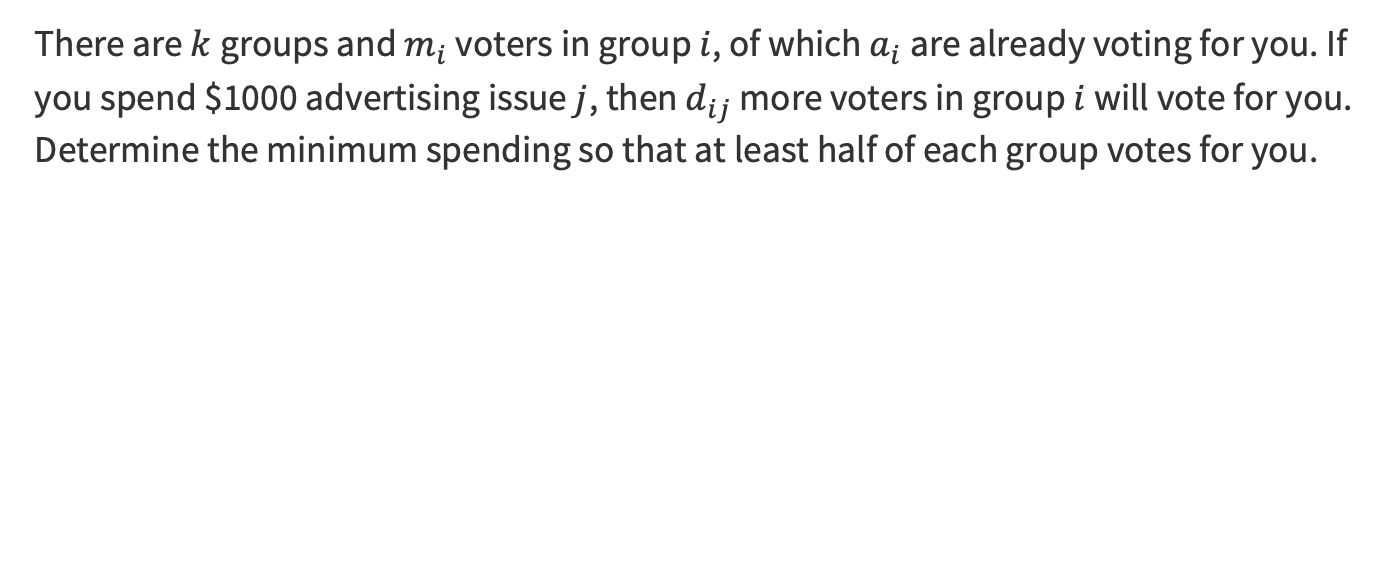 There are k groups and mᵢ voters in group i, of which aᵢ are already voting for you. If
you spend $1000 advertising issue j, then dᵢⱼ more voters in group i will vote for you.
Determine the minimum spending so that at least half of each group votes for you.